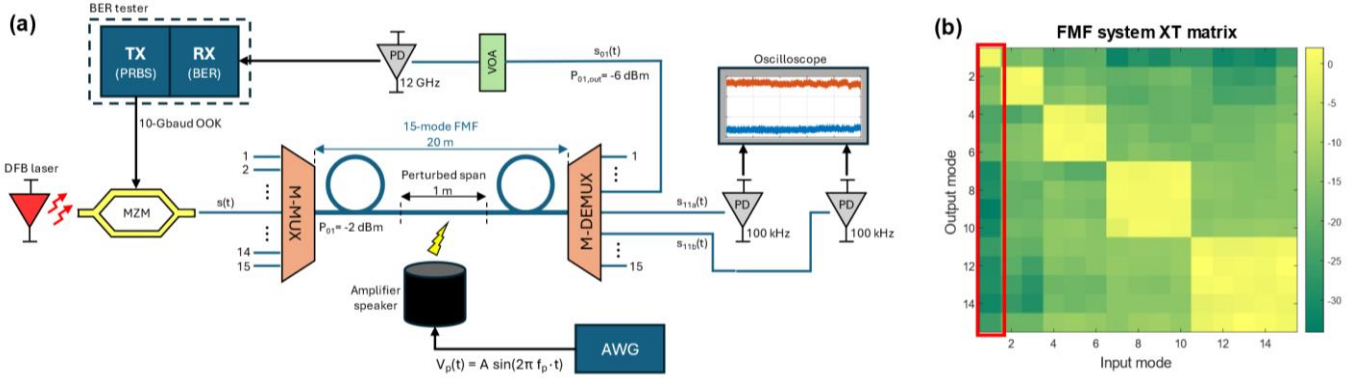 (a)
BER tester
TX
(PRBS)
RX
(BER)
10-Gbaud OOK
DFB laser
MZM
s(t)
1
2
⋮
⋮
14
15
M-MUX
15-mode FMF
20 m
Perturbed span
1 m
P01= -2 dBm
Amplifier
speaker
Vp(t) = A sin(2π fp· t)
AWG
PD
12 GHz
VOA
s01(t)
P01,out= -6 dBm
M-DEMUX
1
⋮
⋮
15
s11a(t)
s11b(t)
Oscilloscope
PD
100 kHz
PD
100 kHz
(b)
FMF system XT matrix
Output mode
2
4
6
8
10
12
14
2
4
6
8
10
12
14
Input mode
0
-5
-10
-15
-20
-25
-30